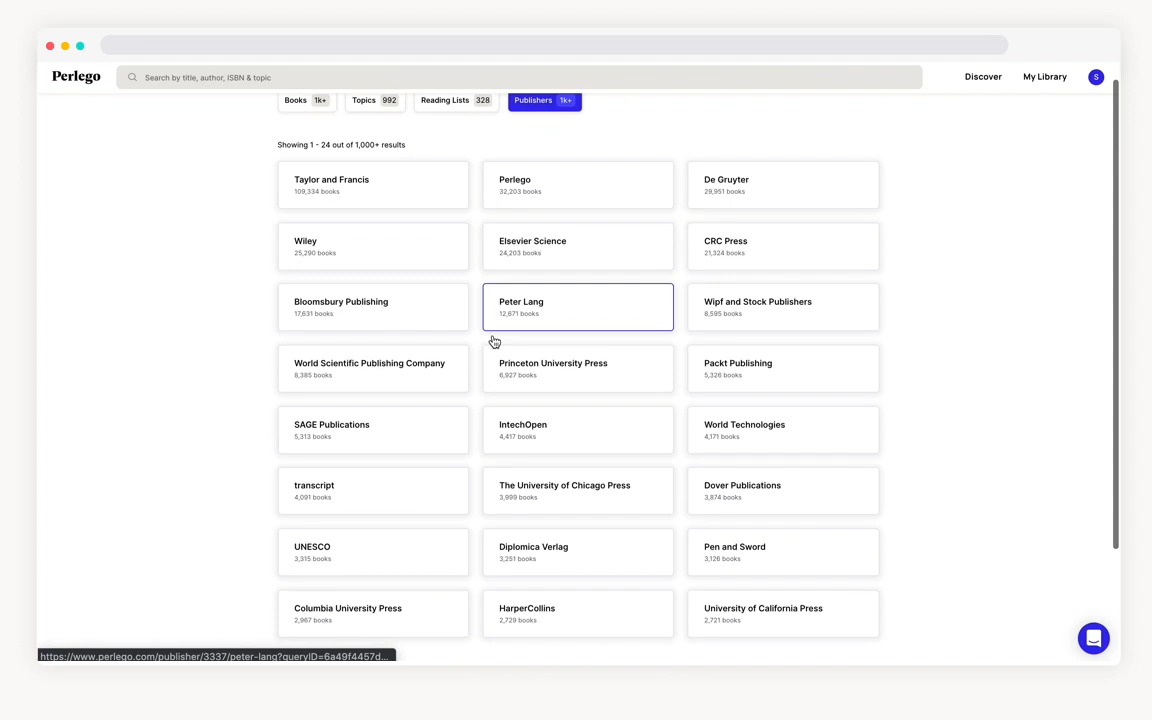 Perlego
Search by title, author, ISBN & topic
Discover
My Library
S
Books 1k+
Topics 992
Reading Lists 328
Publishers 1k+
Showing 1 - 24 out of 1,000+ results
Taylor and Francis
109,334 books
Perlego
32,203 books
De Gruyter
29,951 books
Wiley
25,290 books
Elsevier Science
24,203 books
CRC Press
21,324 books
Bloomsbury Publishing
17,631 books
Peter Lang
12,671 books
Wipf and Stock Publishers
8,595 books
World Scientific Publishing Company
8,385 books
Princeton University Press
6,927 books
Packt Publishing
5,326 books
SAGE Publications
5,313 books
IntechOpen
4,417 books
World Technologies
4,171 books
transcript
4,091 books
The University of Chicago Press
3,999 books
Dover Publications
3,874 books
UNESCO
3,315 books
Diplomica Verlag
3,251 books
Pen and Sword
3,126 books
Columbia University Press
2,967 books
HarperCollins
2,729 books
University of California Press
2,721 books
https://www.perlego.com/publisher/3337/peter-lang?queryID=6a49f4457d...